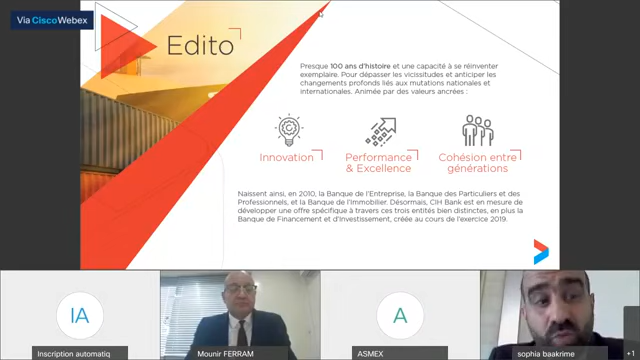 Via Cisco Webex
Edito
Presque 100 ans d'histoire et une capacité à se réinventer
exemplaire. Pour dépasser les vicissitudes et anticiper les
changements profonds liés aux mutations nationales et
internationales. Animée par des valeurs ancrées :
Innovation
Performance
& Excellence
Cohésion entre
générations
Naissent ainsi, en 2010, la Banque de l'Entreprise, la Banque des Particuliers et des
Professionnels, et la Banque de l'Immobilier. Désormais, CIH Bank est en mesure de
développer une offre spécifique à travers ces trois entités bien distinctes, en plus la
Banque de Financement et d'Investissement, créée au cours de l'exercice 2019.
IA
A
Inscription automatiq
Mounir FERRAM
ASMEX
sophia baakrime
+1